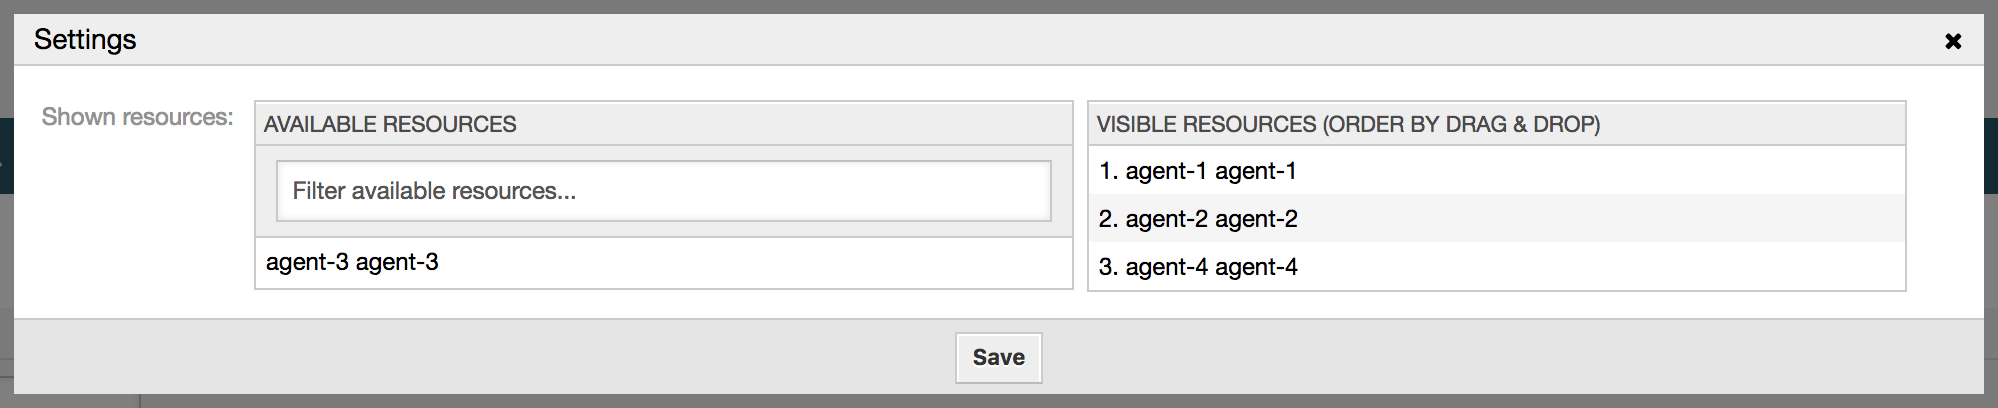 Settings
Shown resources:
AVAILABLE RESOURCES
Filter available resources...
agent-3 agent-3
VISIBLE RESOURCES (ORDER BY DRAG & DROP)
1. agent-1 agent-1
2. agent-2 agent-2
3. agent-4 agent-4
Save